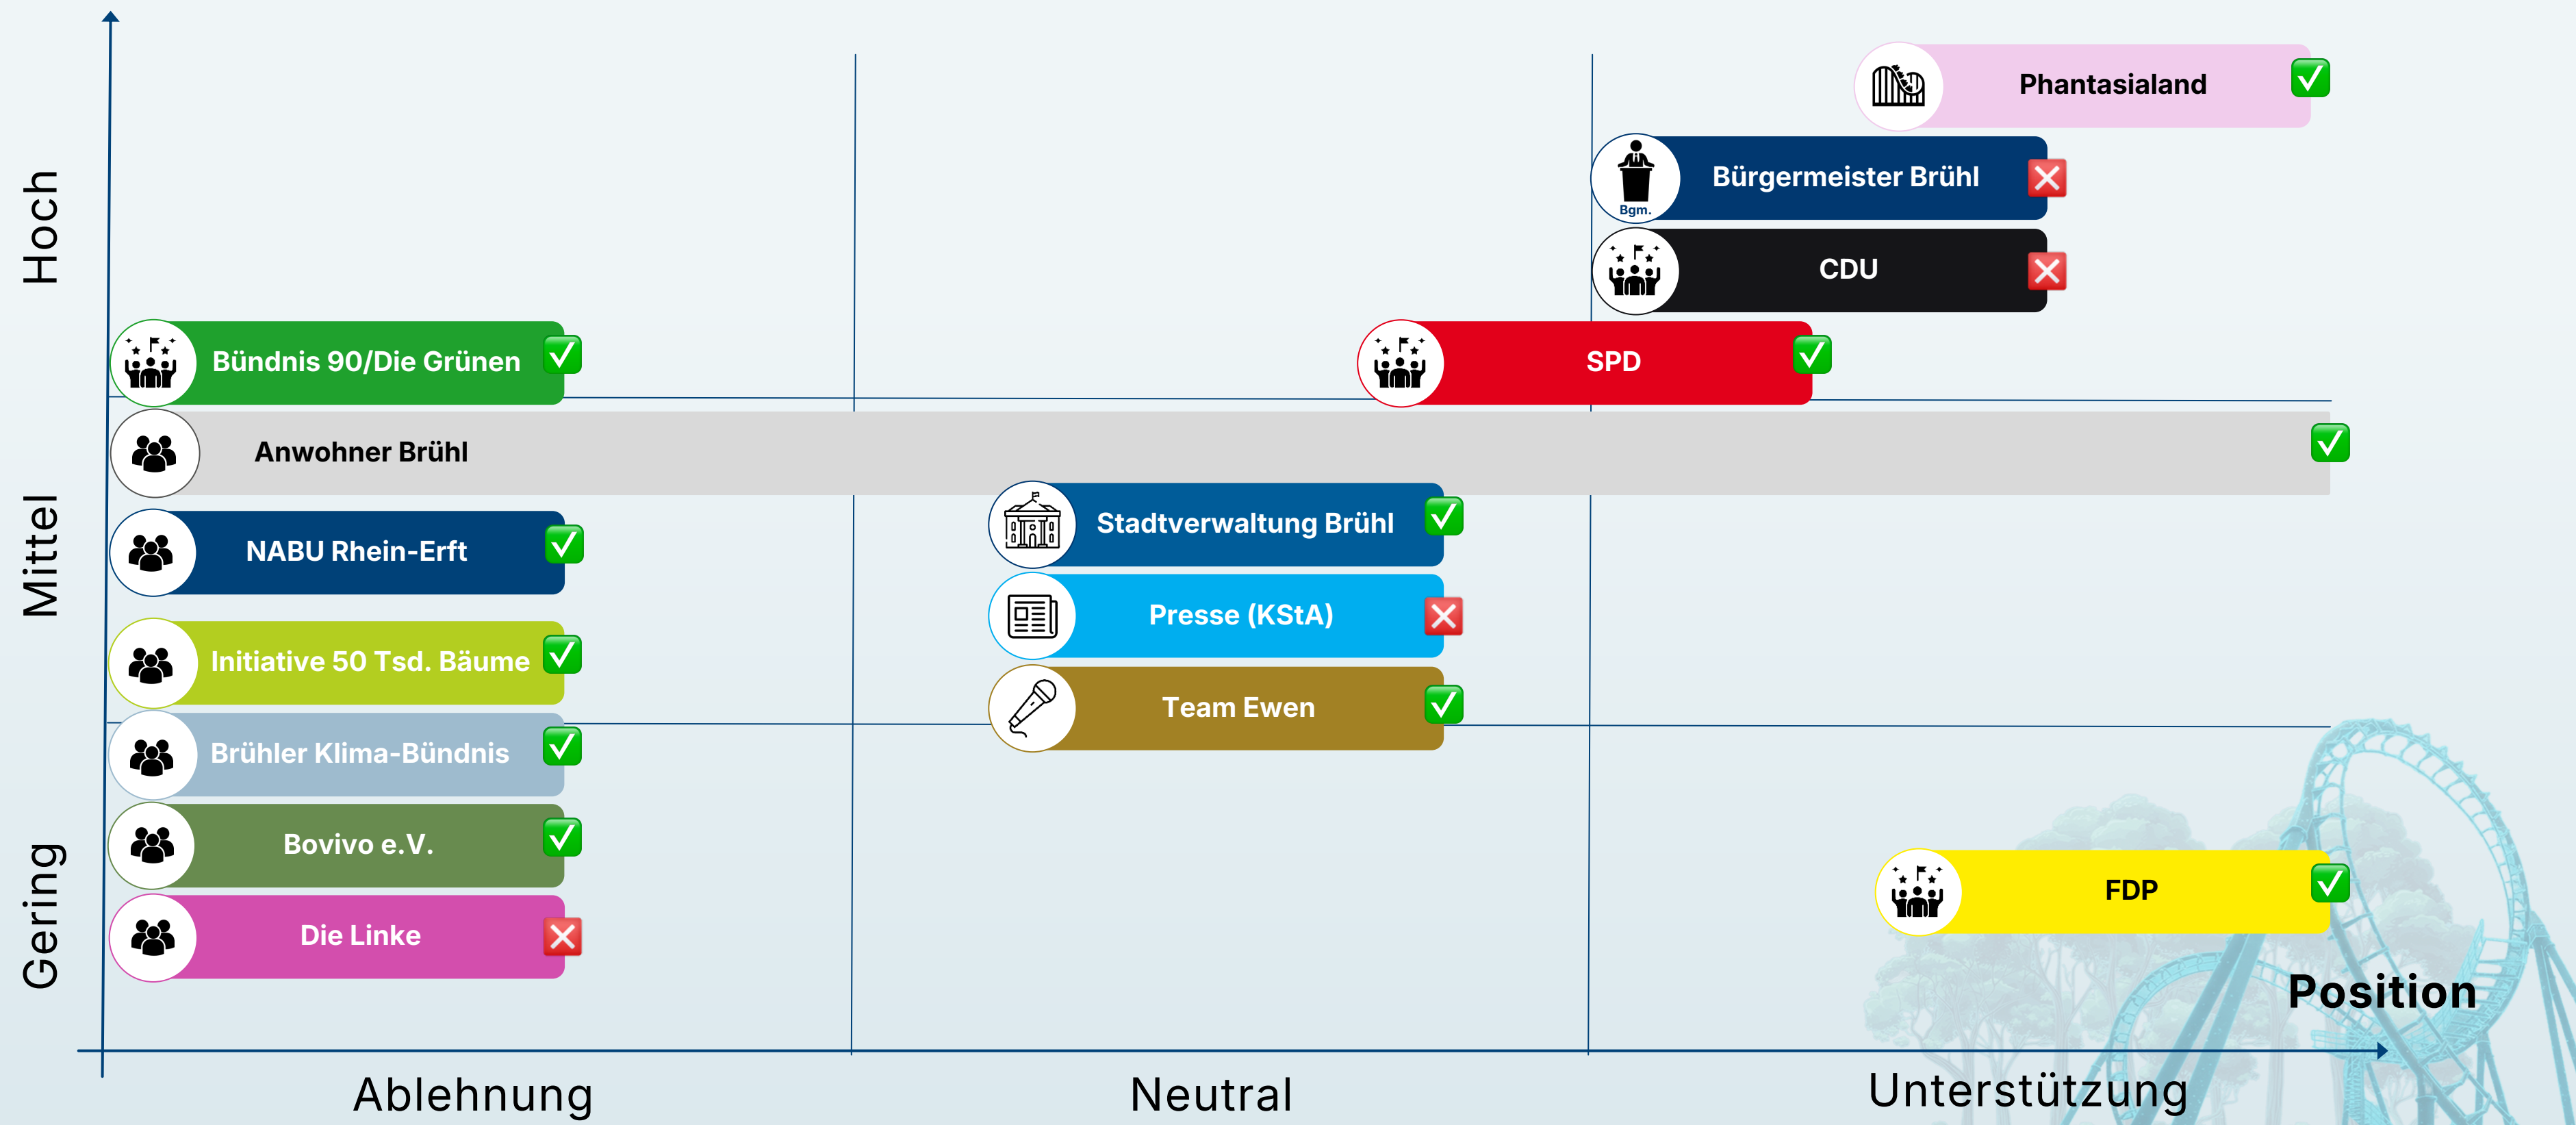 Hoch
Mittel
Gering
Phantasialand
Bürgermeister Brühl
Bgm.
CDU
Bündnis 90/Die Grünen
SPD
Anwohner Brühl
Stadtverwaltung Brühl
NABU Rhein-Erft
Presse (KStA)
Initiative 50 Tsd. Bäume
Team Ewen
Brühler Klima-Bündnis
Bovivo e.V.
FDP
Die Linke
Position
Ablehnung
Neutral
Unterstützung